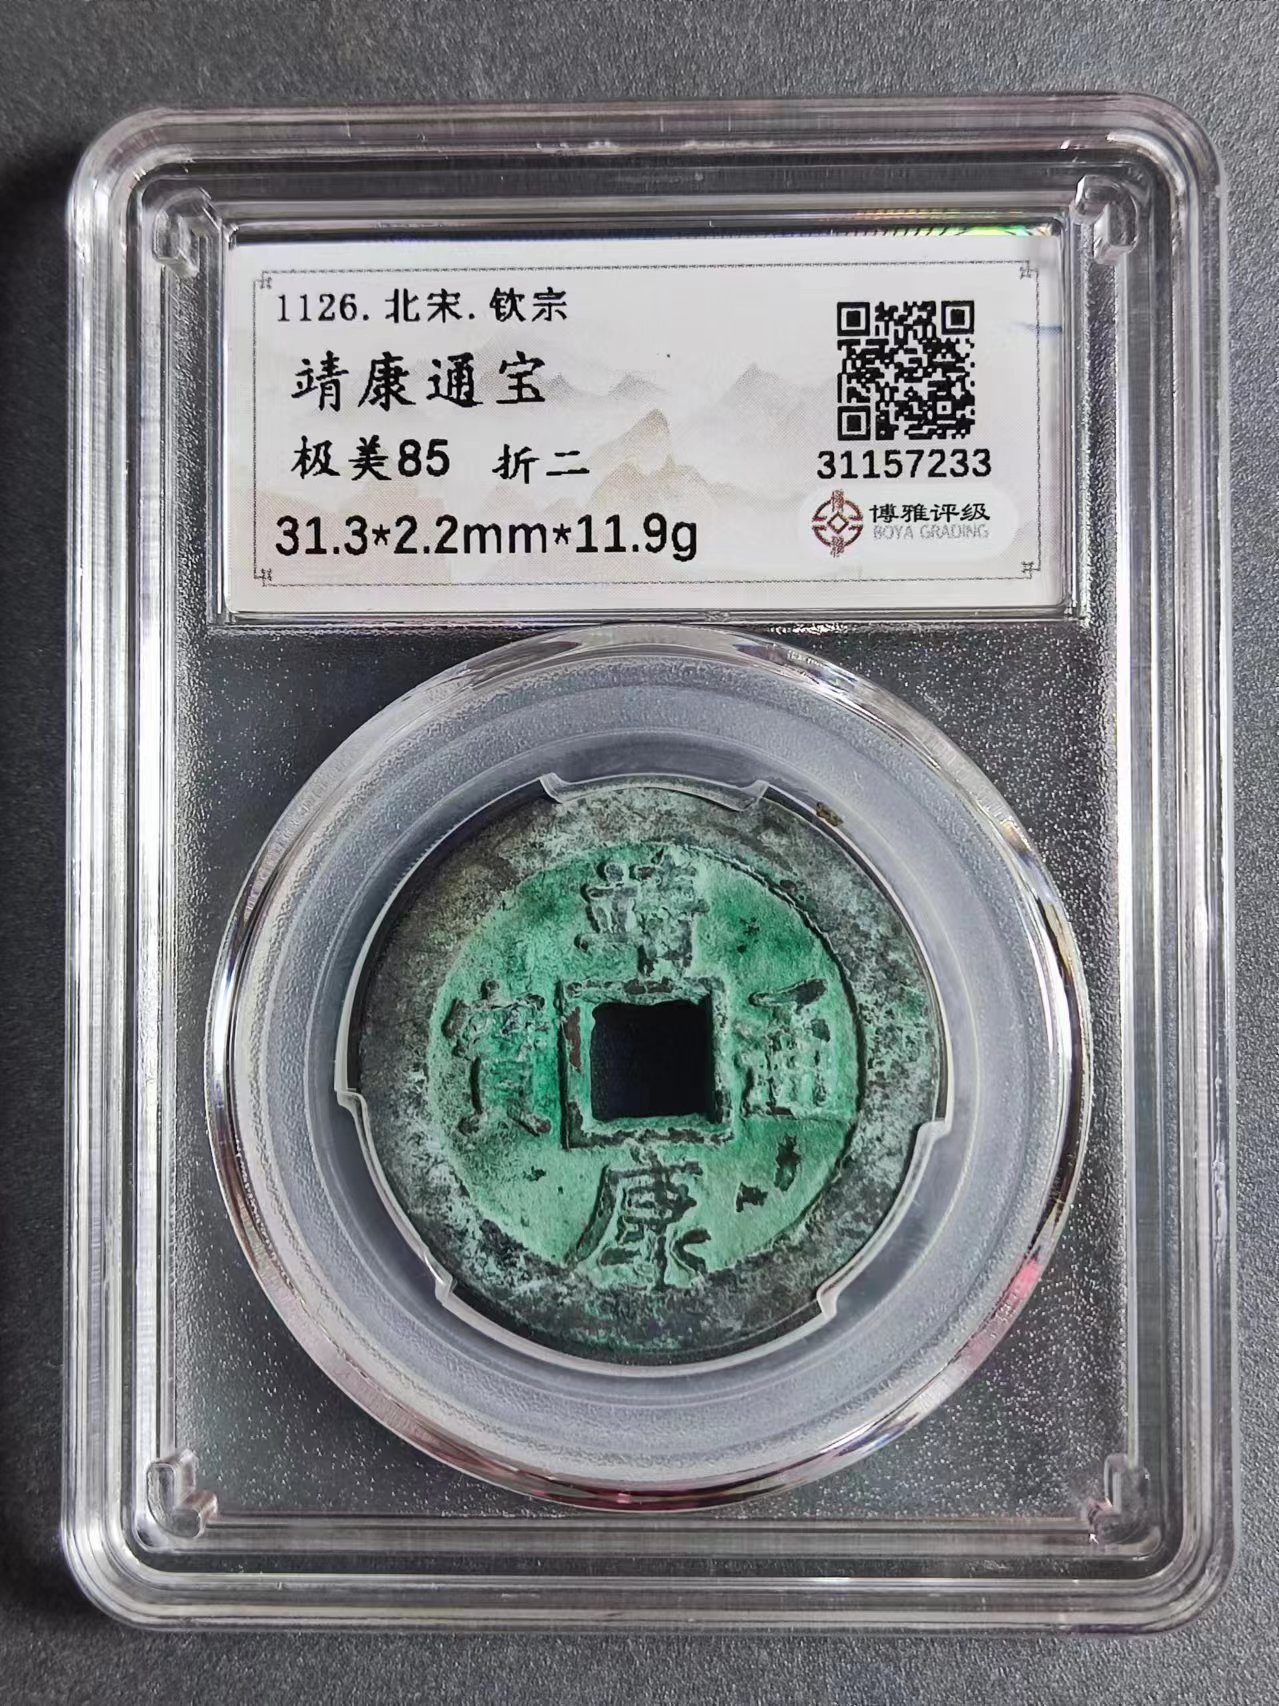 1126.北宋.钦宗
靖康通宝
极美85 折二
31.3*2.2mm*11.9g
31157233
博雅评级
BOYA GRADING
靖
康
通
寳